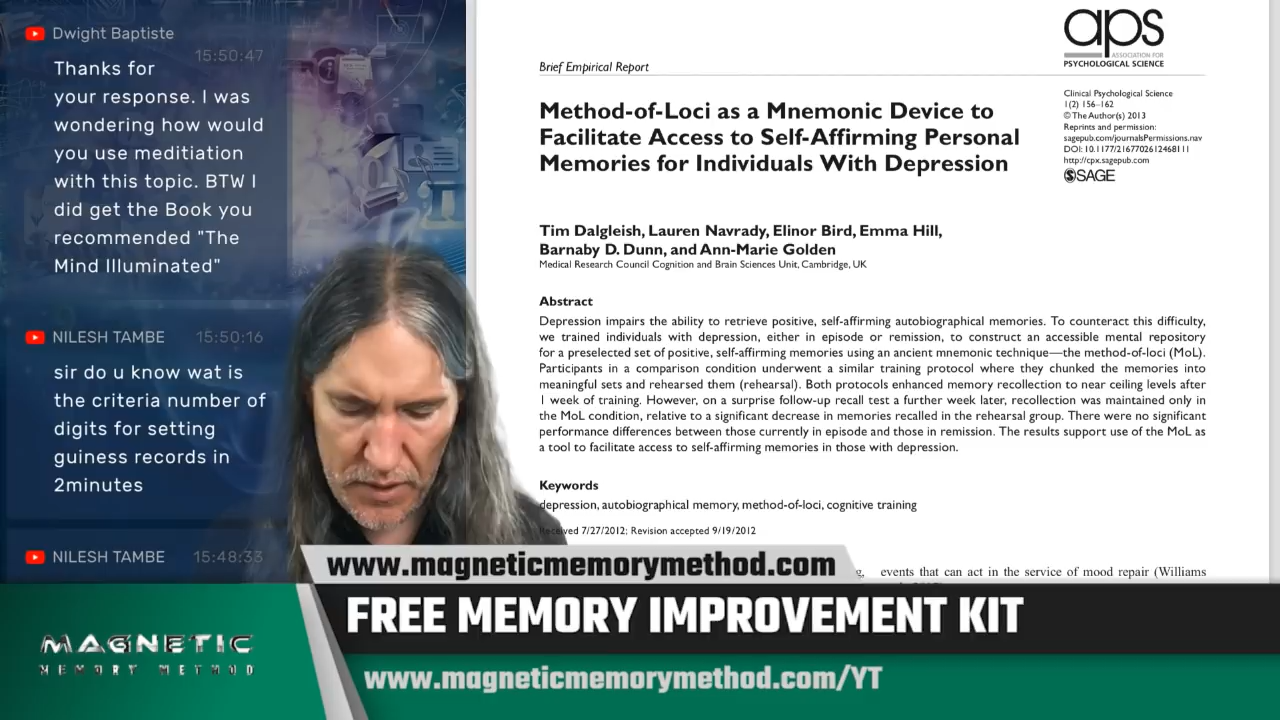 Dwight Baptiste
15:50:47
Thanks for
your response. I was
wondering how would
you use meditiation
with this topic. BTW I
did get the Book you
recommended "The
Mind Illuminated"
NILESH TAMBE 15:50:16
sir do u know wat is
the criteria number of
digits for setting
guiness records in
2minutes
NILESH TAMBE 15:48:33
Brief Empirical Report
aps
ASSOCIATION FOR
PSYCHOLOGICAL SCIENCE
Method-of-Loci as a Mnemonic Device to
Facilitate Access to Self-Affirming Personal
Memories for Individuals With Depression
Clinical Psychological Science
1(2) 156–162
© The Author(s) 2013
Reprints and permission:
sagepub.com/journalsPermissions.nav
DOI: 10.1177/2167702612468111
http://cpx.sagepub.com
SAGE
Tim Dalgleish, Lauren Navrady, Elinor Bird, Emma Hill,
Barnaby D. Dunn, and Ann-Marie Golden
Medical Research Council Cognition and Brain Sciences Unit, Cambridge, UK
Abstract
Depression impairs the ability to retrieve positive, self-affirming autobiographical memories. To counteract this difficulty,
we trained individuals with depression, either in episode or remission, to construct an accessible mental repository
for a preselected set of positive, self-affirming memories using an ancient mnemonic technique—the method-of-loci (MoL).
Participants in a comparison condition underwent a similar training protocol where they chunked the memories into
meaningful sets and rehearsed them (rehearsal). Both protocols enhanced memory recollection to near ceiling levels after
1 week of training. However, on a surprise follow-up recall test a further week later, recollection was maintained only in
the MoL condition, relative to a significant decrease in memories recalled in the rehearsal group. There were no significant
performance differences between those currently in episode and those in remission. The results support use of the MoL as
a tool to facilitate access to self-affirming memories in those with depression.
Keywords
depression, autobiographical memory, method-of-loci, cognitive training
Received 7/27/2012; Revision accepted 9/19/2012
events that can act in the service of mood repair (Williams
www.magneticmemorymethod.com
FREE MEMORY IMPROVEMENT KIT
www.magneticmemorymethod.com/YT
MAGNETIC
MEMORY METHOD